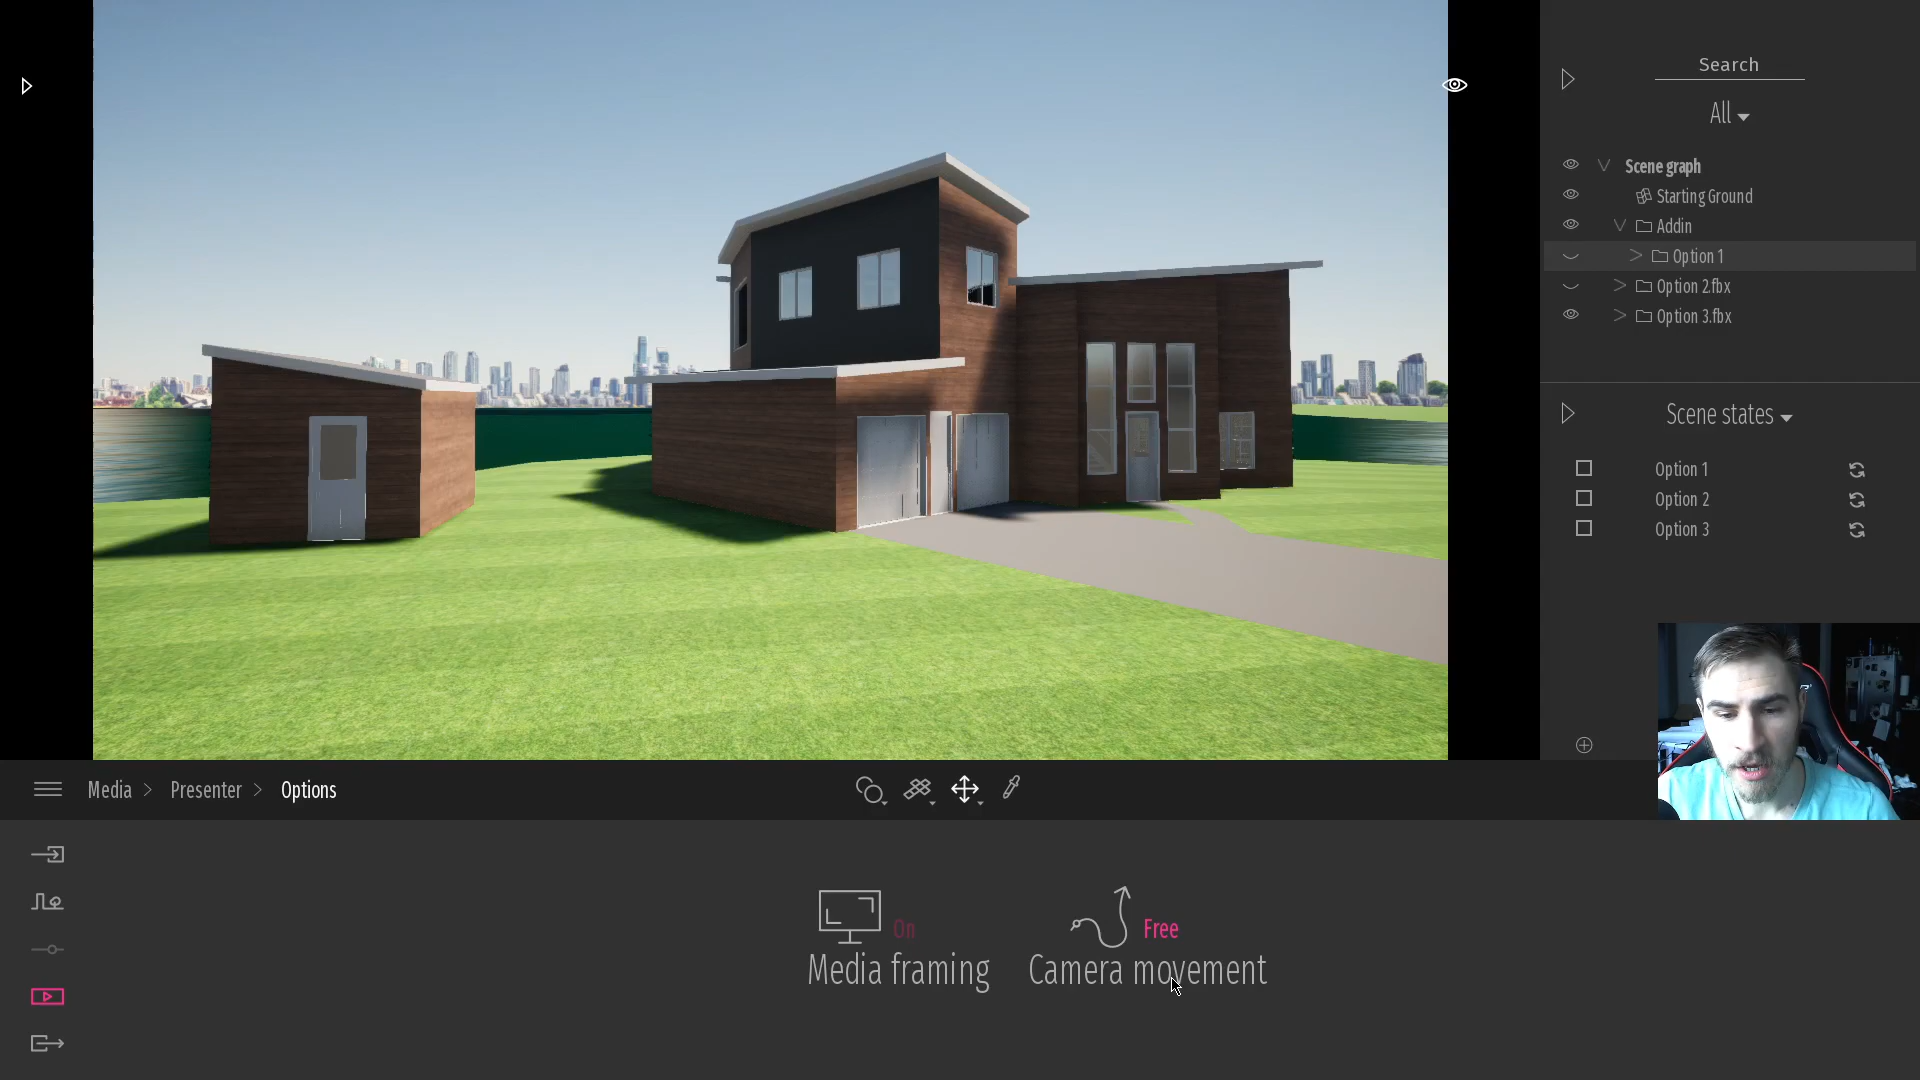 Search
All
Scene graph
Starting Ground
Addin
Option 1
Option 2.fbx
Option 3.fbx
Scene states
Option 1
Option 2
Option 3
Media
Presenter
Options
On
Media framing
Free
Camera movement